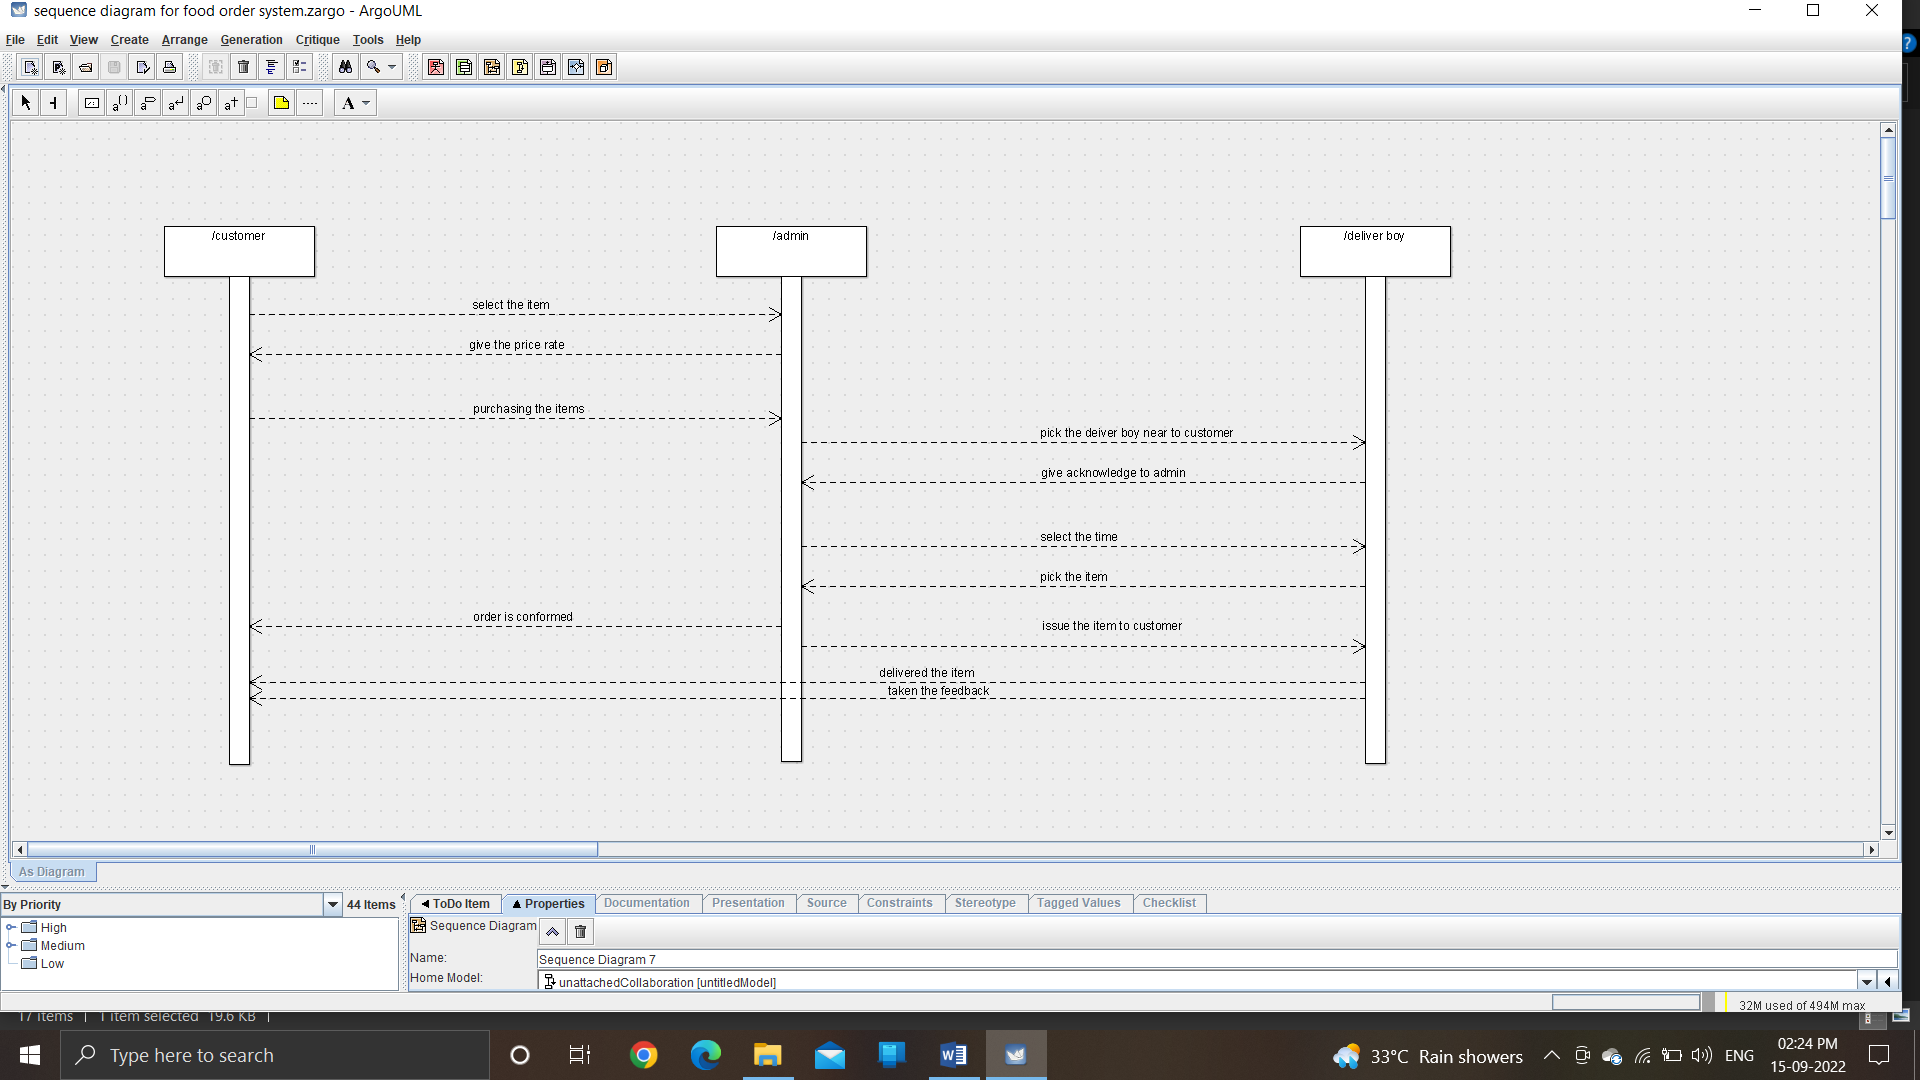 sequence diagram for food order system.zargo - ArgoUML
File Edit View Create Arrange Generation Critique Tools Help
A
/customer /admin /deliver boy
select the item
give the price rate
purchasing the items
pick the deiver boy near to customer
give acknowledge to admin
select the time
pick the item
order is conformed
issue the item to customer
delivered the item
taken the feedback
As Diagram
By Priority 44 Items
High
Medium
Low
ToDo Item Properties Documentation Presentation Source Constraints Stereotype Tagged Values Checklist
Sequence Diagram
Name: Sequence Diagram 7
Home Model: unattachedCollaboration [untitledModel]
32M used of 494M max
17 items 1 item selected 19.6 KB
Type here to search
33°C Rain showers
ENG
02:24 PM
15-09-2022